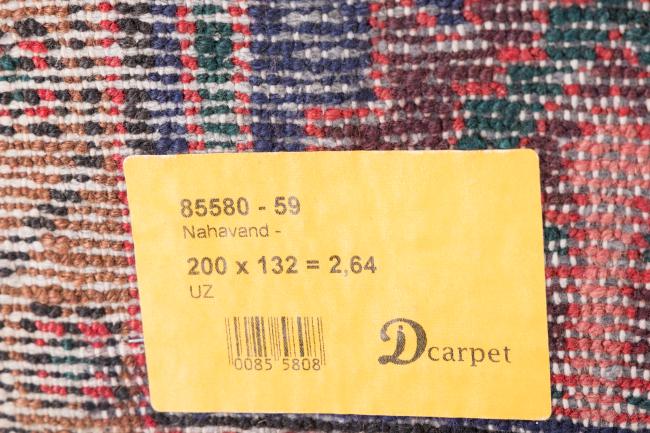 85580 - 59
Nahavand -
200 x 132 = 2,64
UZ
0085 5808
Dcarpet